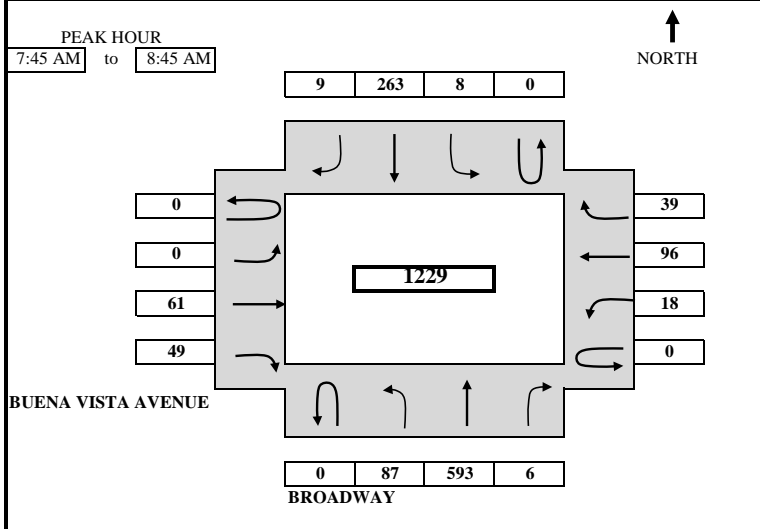 PEAK HOUR
7:45 AM to 8:45 AM
NORTH
9 263 8 0
0 39
0 96
1229
61 18
49 0
BUENA VISTA AVENUE
0 87 593 6
BROADWAY